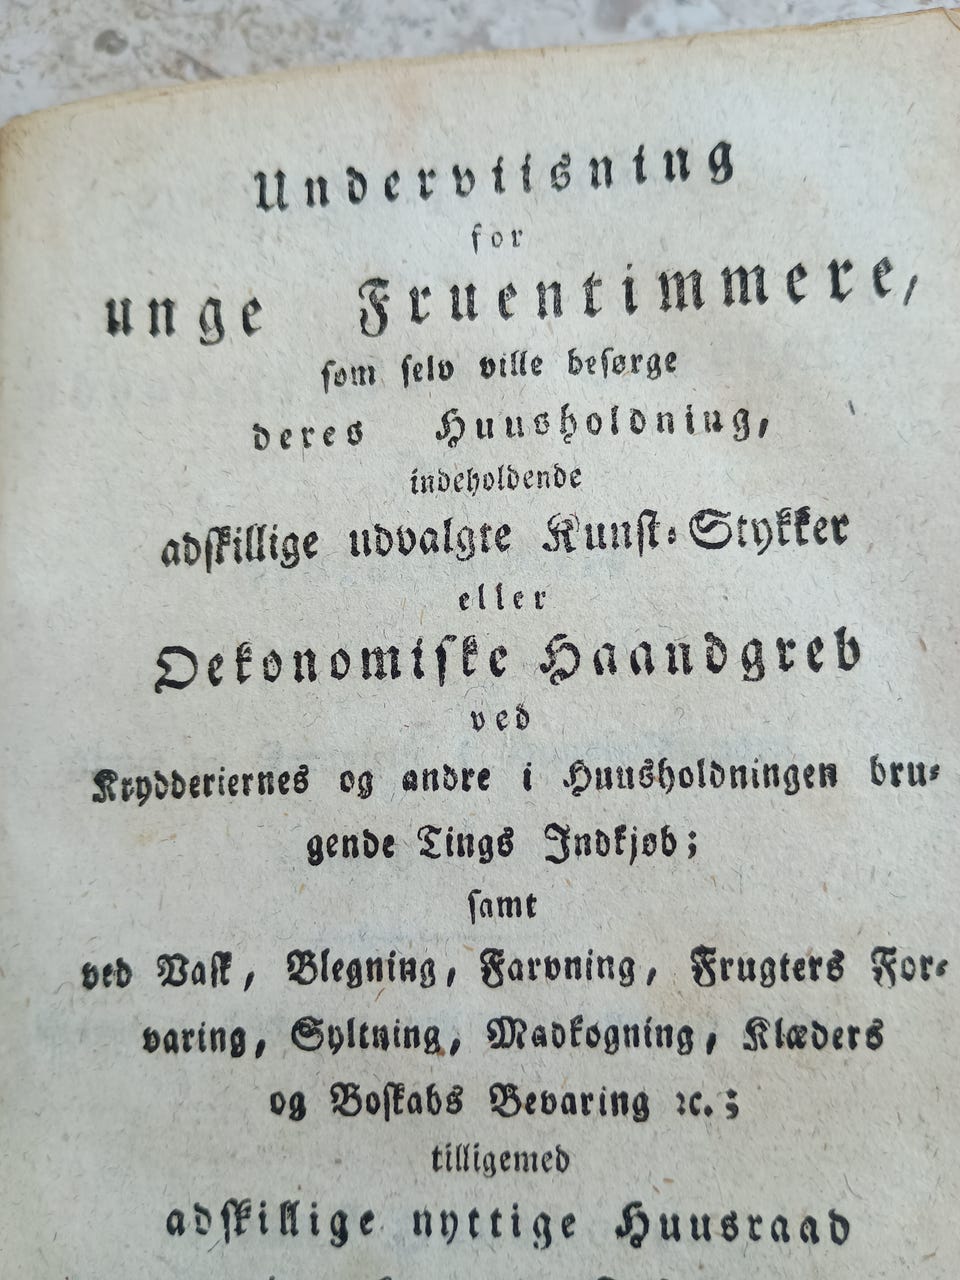 Underviisning
for
unge Fruentimmere,
som selv ville besørge
deres Huusholdning,
indeholdende
adskillige udvalgte Kunst-Stykker
eller
Oekonomiske Haandgreb
ved
Krydderiernes og andre i Huusholdningen bru-
gende Tings Indkjøb;
samt
ved Vask, Blegning, Farvning, Frugters For-
varing, Syltning, Madkogning, Klæders
og Boskabs Bevaring ꝛc.;
tilligemed
adskillige nyttige Huusraad